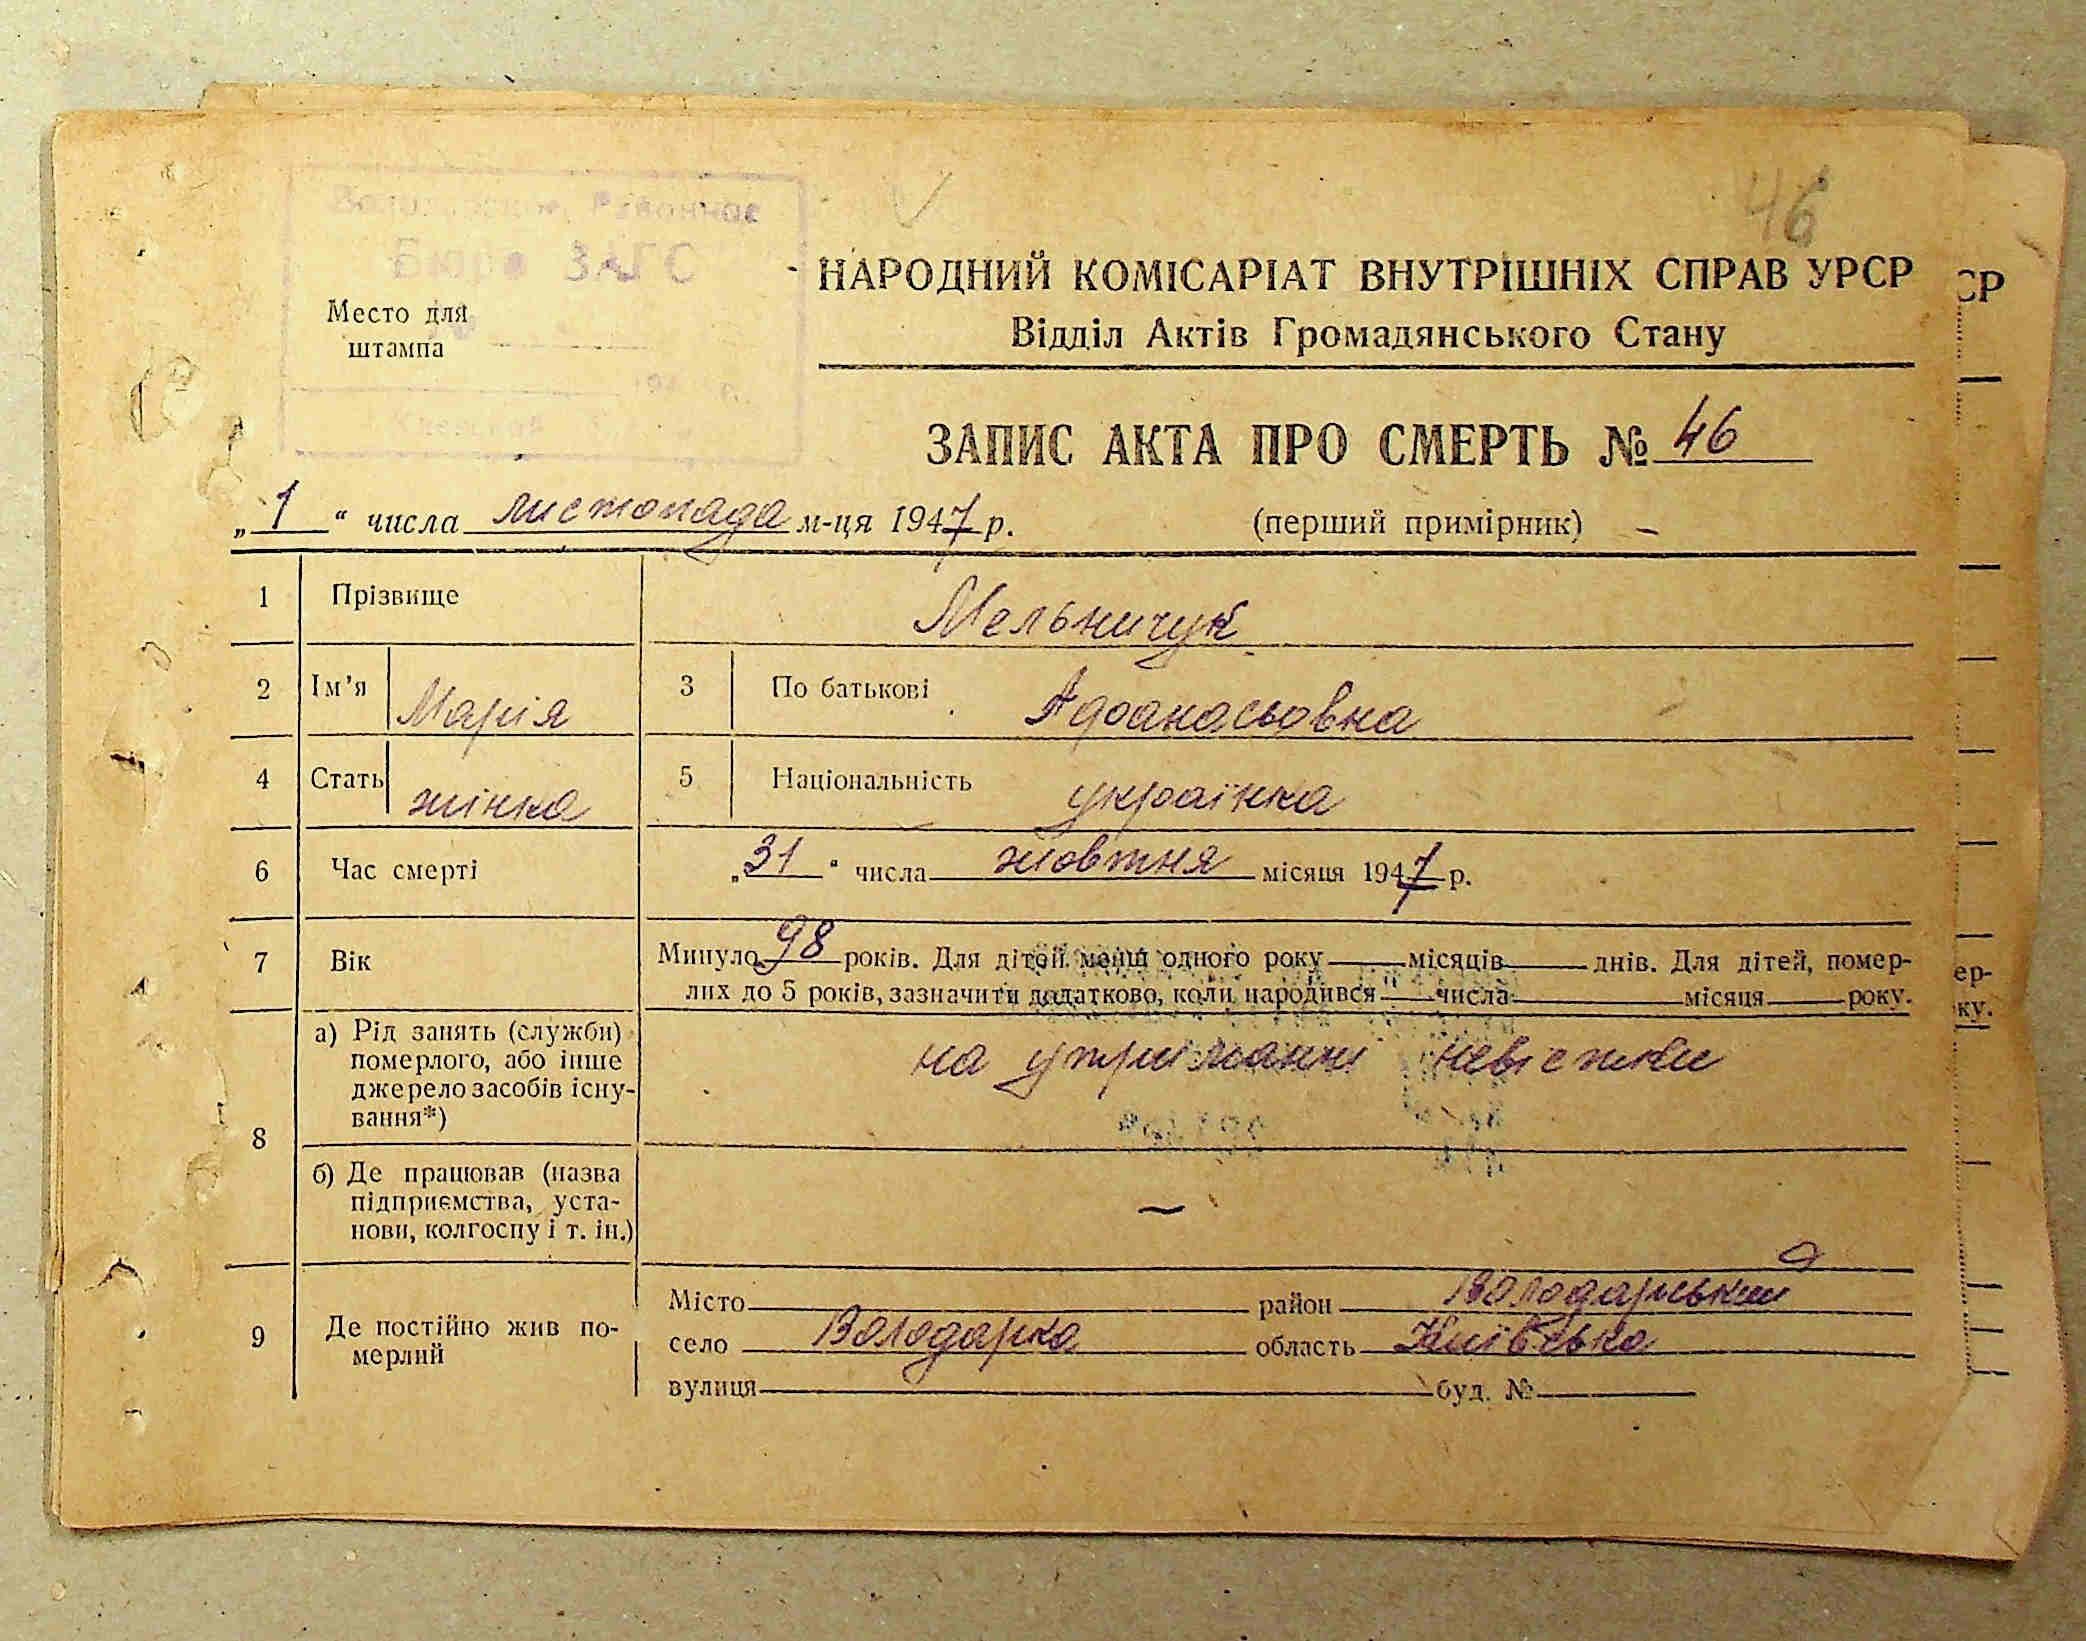 46
Районное
Бюро ЗАГС
Место для
штампа
НАРОДНИЙ КОМІСАРІАТ ВНУТРІШНІХ СПРАВ УРСР
СР
Відділ Актів Громадянського Стану
ЗАПИС АКТА ПРО СМЕРТЬ № 46
„1“ числа листопада м-ця 1947 р. (перший примірник)
1 Прізвище Мельничук
2 Ім'я Марія 3 По батькові Афанасьовна
4 Стать жінка 5 Національність українка
6 Час смерті „31“ числа жовтня місяця 1947 р.
7 Вік Минуло 98 років. Для дітей менш одного року місяців днів. Для дітей, помер-
лих до 5 років, зазначити додатково, коли народився числа місяця року.
ер-
ку.
8 а) Рід занять (служби)
померлого, або інше
джерело засобів існу-
вання*)
на утриманні невістки
б) Де працював (назва
підприємства, уста-
нови, колгоспу і т. ін.)
—
9 Де постійно жив по-
мерлий
Місто район Володарський
село Володарка область Київська
вулиця буд. №